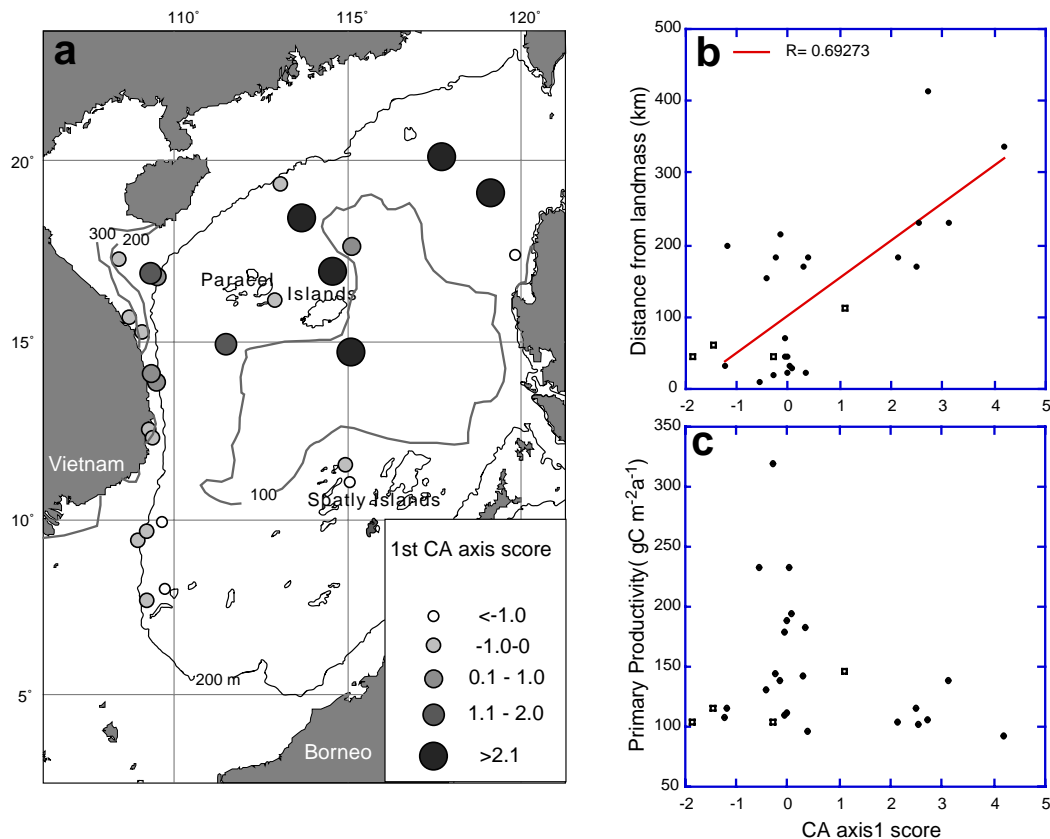 110°
115°
120°
a
20°
15°
10°
5°
300
200
Paracel
Islands
Vietnam
100
Spatly Islands
200 m
Borneo
1st CA axis score
<-1.0
-1.0-0
0.1 - 1.0
1.1 - 2.0
>2.1
b
R= 0.69273
Distance from landmass (km)
500
400
300
200
100
0
-2 -1 0 1 2 3 4 5
c
Primary Productivity( gC m-2a-1)
350
300
250
200
150
100
50
-2 -1 0 1 2 3 4 5
CA axis1 score